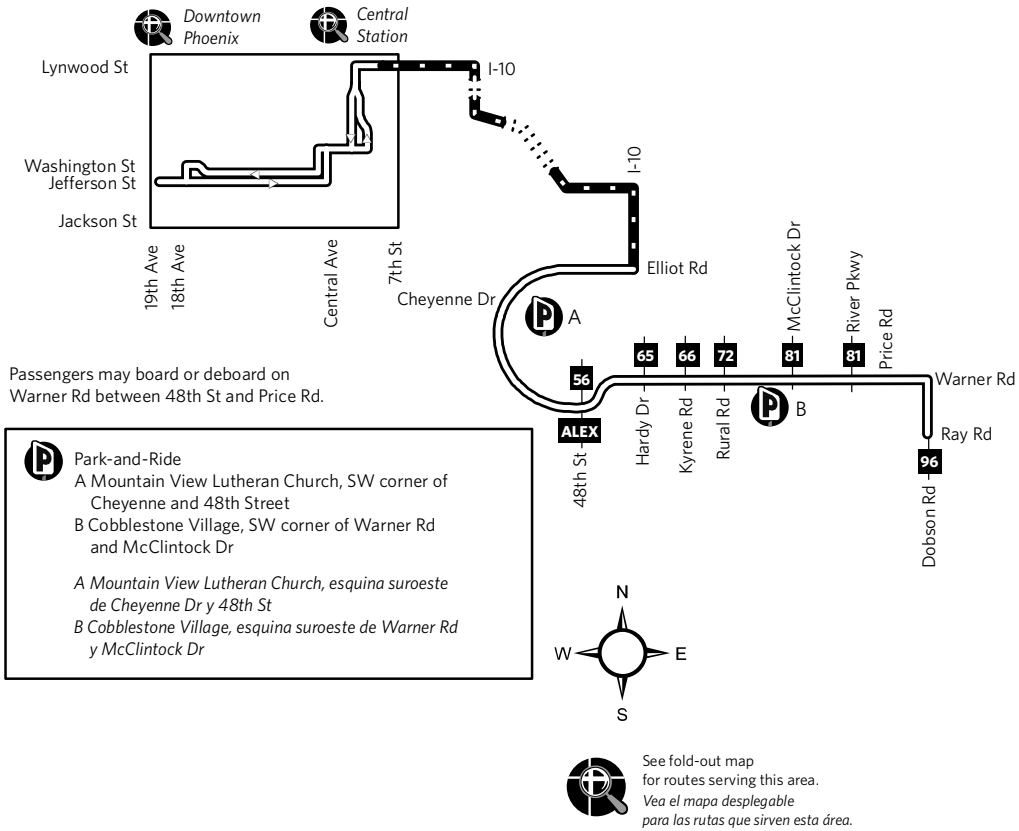 Downtown
Phoenix
Central
Station
Lynwood St
I-10
Washington St
Jefferson St
Jackson St
19th Ave
18th Ave
Central Ave
7th St
I-10
Elliot Rd
Cheyenne Dr
P A
McClintock Dr
River Pkwy
Price Rd
56
65
66
72
81
81
Warner Rd
P B
ALEX
48th St
Hardy Dr
Kyrene Rd
Rural Rd
Ray Rd
96
Dobson Rd
Passengers may board or deboard on
Warner Rd between 48th St and Price Rd.
P Park-and-Ride
A Mountain View Lutheran Church, SW corner of
Cheyenne and 48th Street
B Cobblestone Village, SW corner of Warner Rd
and McClintock Dr
A Mountain View Lutheran Church, esquina suroeste
de Cheyenne Dr y 48th St
B Cobblestone Village, esquina suroeste de Warner Rd
y McClintock Dr
N
W
E
S
See fold-out map
for routes serving this area.
Vea el mapa desplegable
para las rutas que sirven esta área.